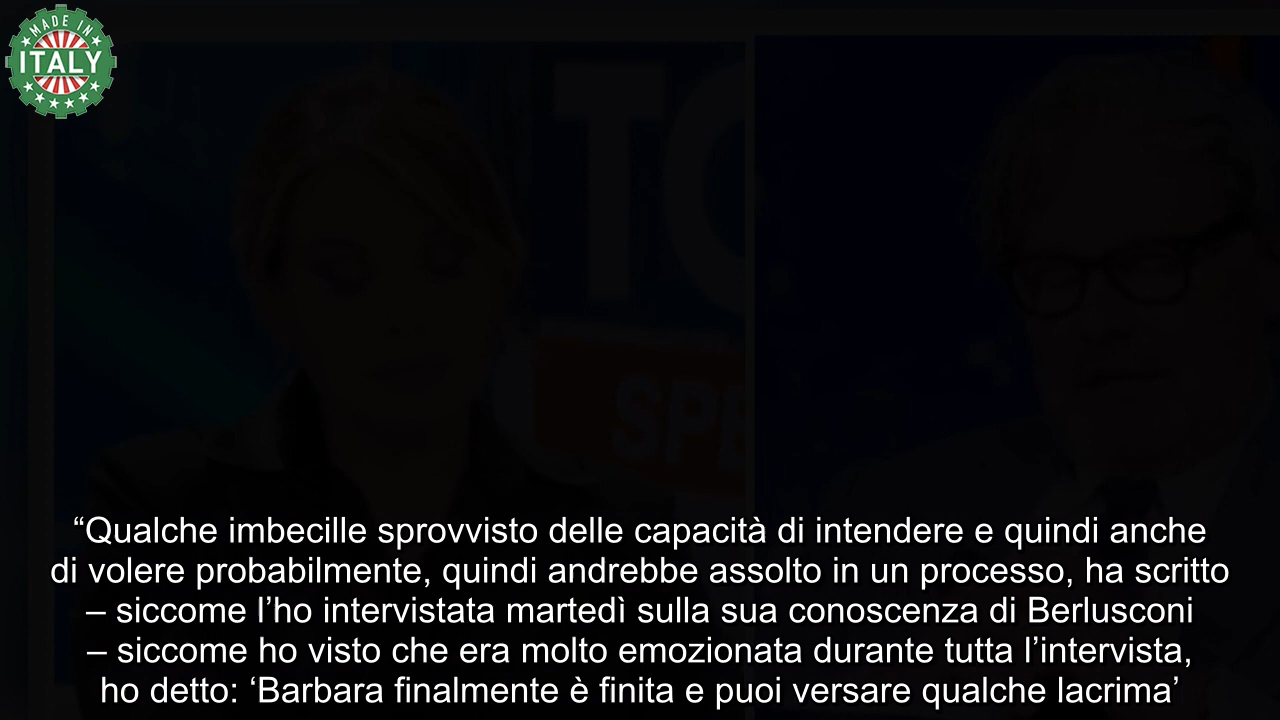 MADE IN
ITALY
TG
SPE
“Qualche imbecille sprovvisto delle capacità di intendere e quindi anche
di volere probabilmente, quindi andrebbe assolto in un processo, ha scritto
– siccome l’ho intervistata martedì sulla sua conoscenza di Berlusconi
– siccome ho visto che era molto emozionata durante tutta l’intervista,
ho detto: ‘Barbara finalmente è finita e puoi versare qualche lacrima’